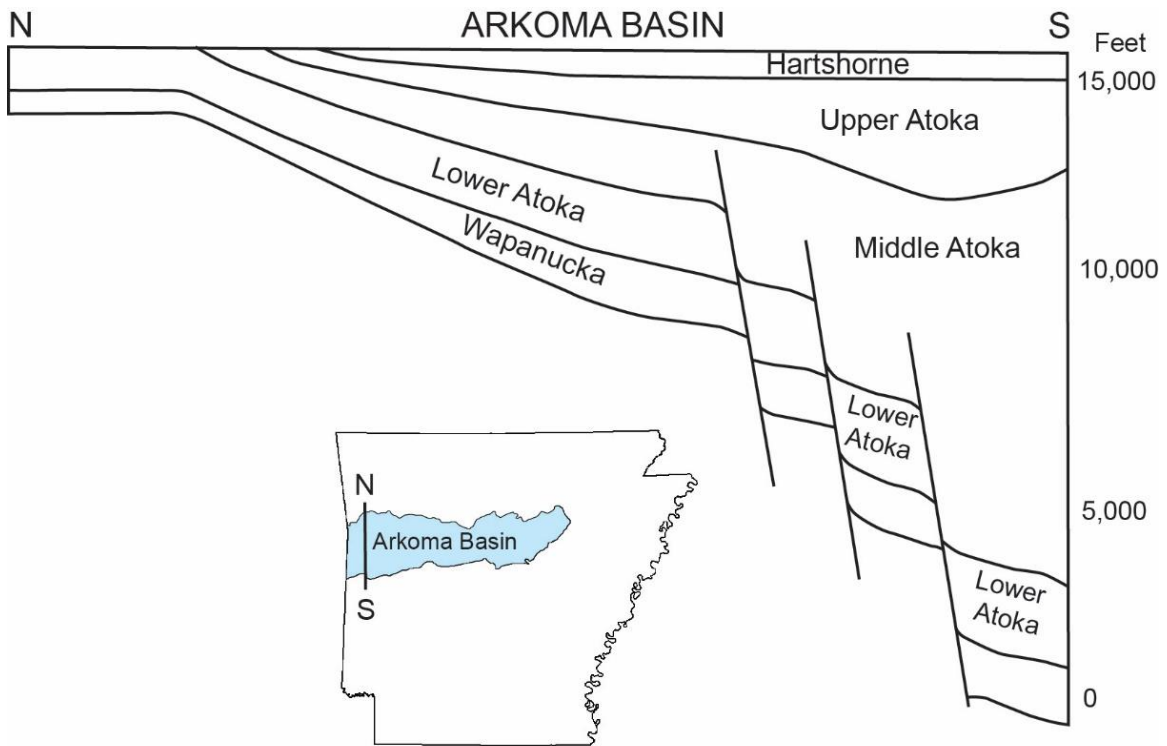 N
ARKOMA BASIN
S
Feet
Hartshorne
15,000
Upper Atoka
Lower Atoka
Wapanucka
Middle Atoka
10,000
Lower
Atoka
N
Arkoma Basin
S
5,000
Lower
Atoka
0